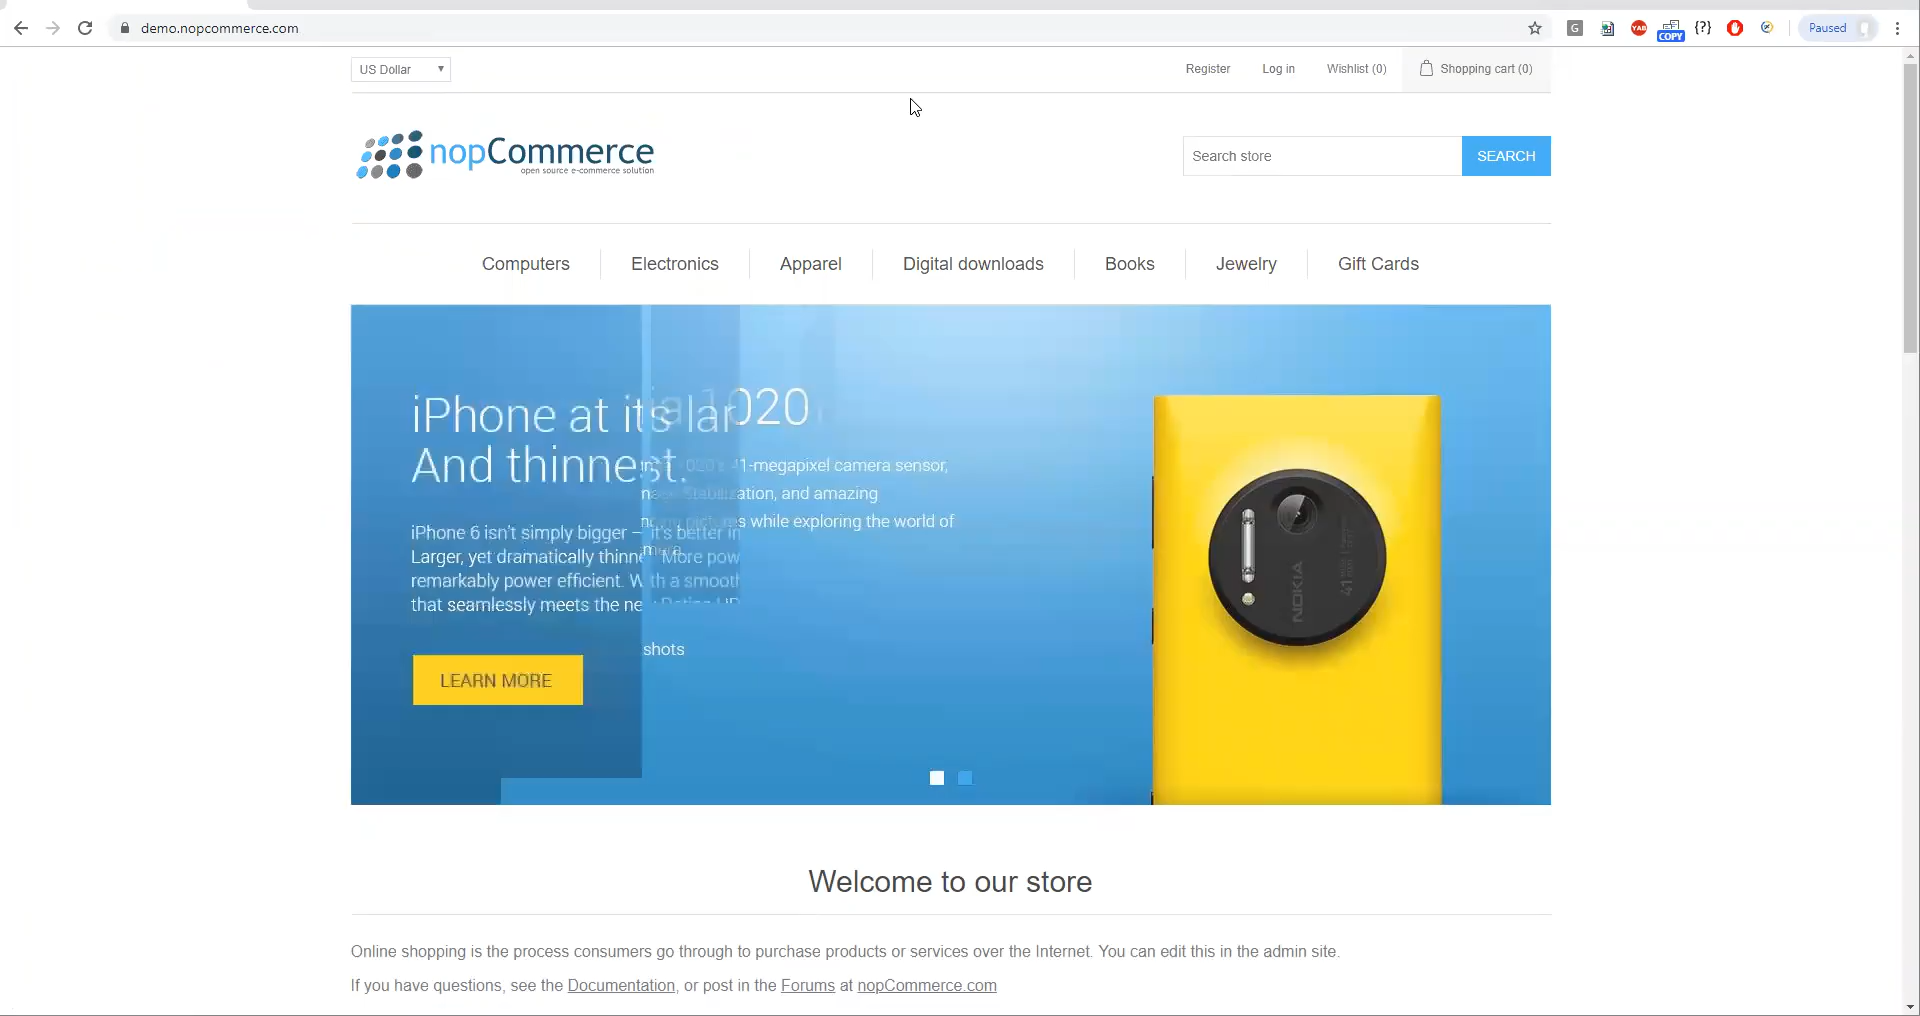 demo.nopcommerce.com
G
YAB
COPY
{?}
Paused
US Dollar
Register
Log in
Wishlist (0)
Shopping cart (0)
nopCommerce
open source e-commerce solution
Search store
SEARCH
Computers
Electronics
Apparel
Digital downloads
Books
Jewelry
Gift Cards
iPhone at its lar
And thinnest.
1020
41-megapixel camera sensor,
and amazing
pictures while exploring the world of
iPhone 6 isn't simply bigger – it's better in
Larger, yet dramatically thinne More pow
remarkably power efficient. With a smooth
that seamlessly meets the new Retina HD
shots
LEARN MORE
NOKIA
Welcome to our store
Online shopping is the process consumers go through to purchase products or services over the Internet. You can edit this in the admin site.
If you have questions, see the Documentation, or post in the Forums at nopCommerce.com